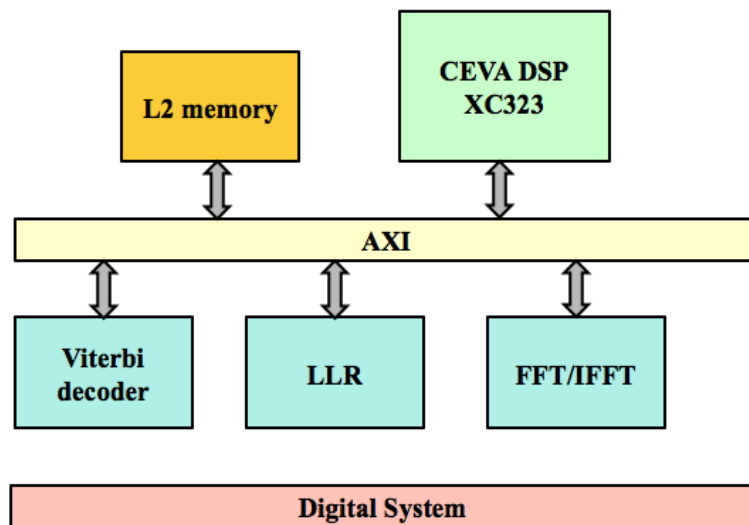 L2 memory
CEVA DSP
XC323
AXI
Viterbi
decoder
LLR
FFT/IFFT
Digital System